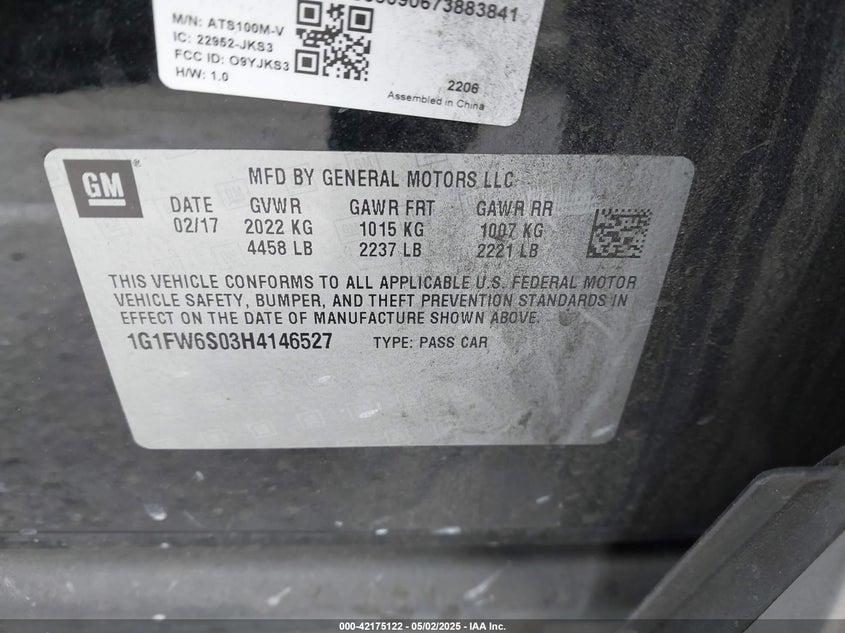 M/N: ATS100M-V
IC: 22952-JKS3
FCC ID: O9YJKS3
H/W: 1.0
2206
Assembled in China
GM ®
MFD BY GENERAL MOTORS LLC
DATE GVWR GAWR FRT GAWR RR
02/17 2022 KG 1015 KG 1007 KG
4458 LB 2237 LB 2221 LB
THIS VEHICLE CONFORMS TO ALL APPLICABLE U.S. FEDERAL MOTOR
VEHICLE SAFETY, BUMPER, AND THEFT PREVENTION STANDARDS IN
EFFECT ON THE DATE OF MANUFACTURE SHOWN ABOVE.
1G1FW6S03H4146527 TYPE: PASS CAR
000-42175122 - 05/02/2025 - IAA Inc.